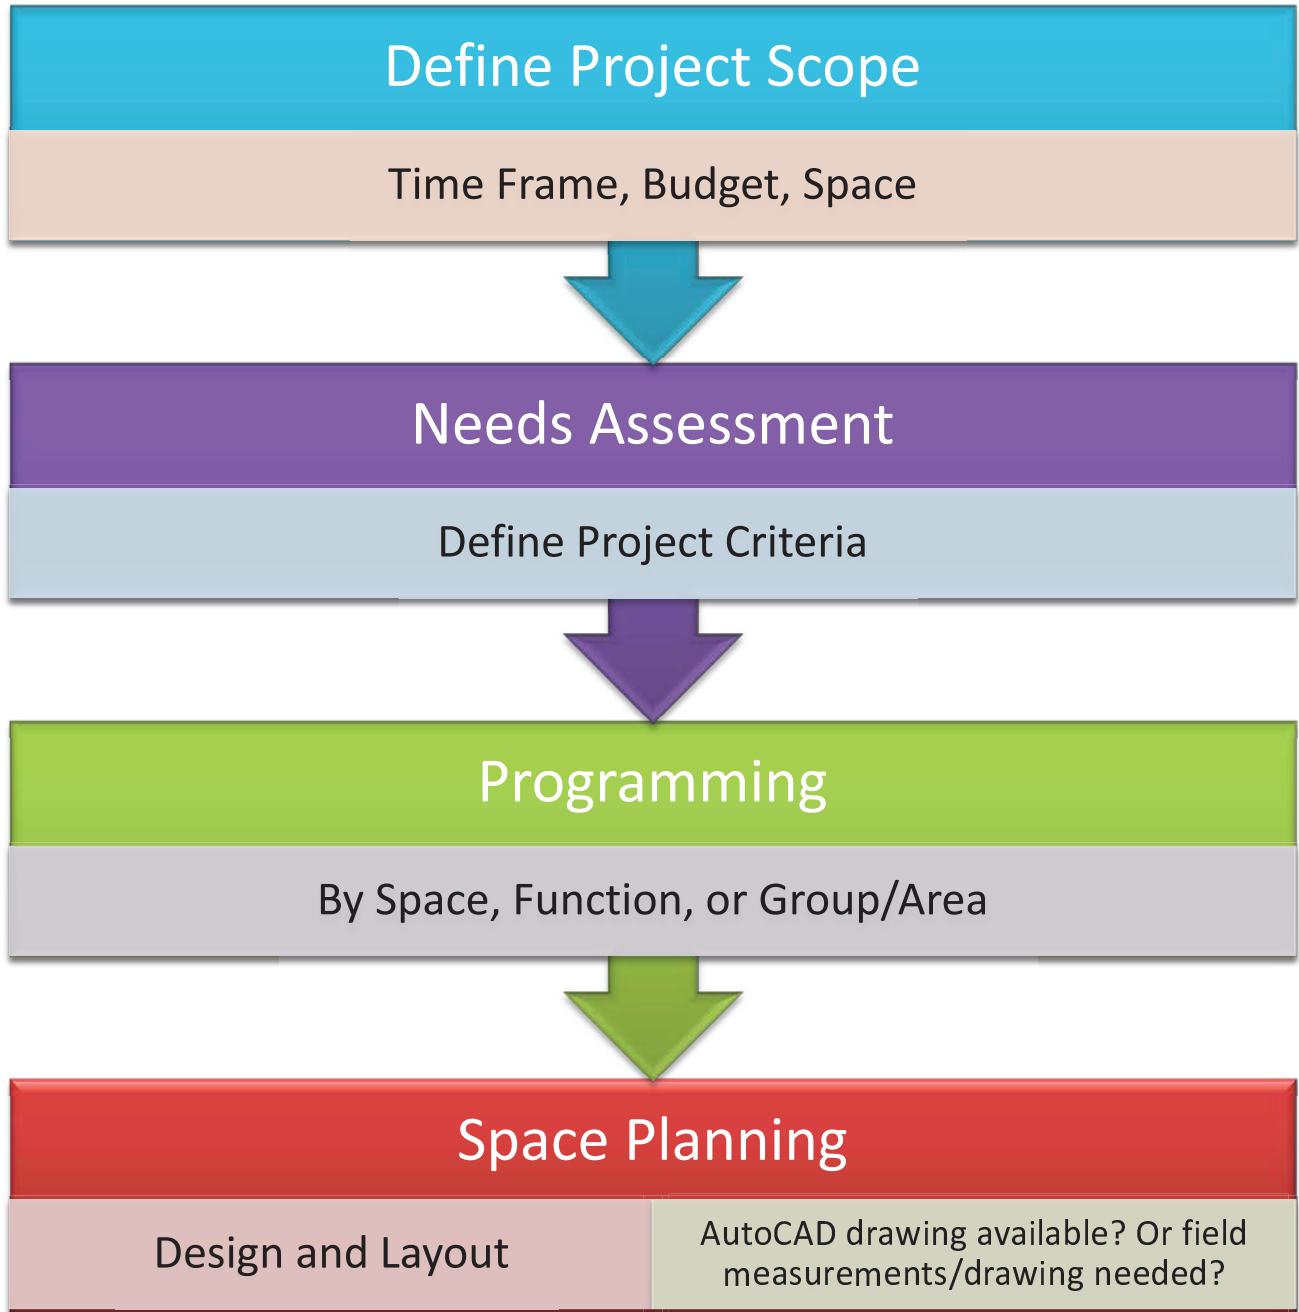 Define Project Scope
Time Frame, Budget, Space
Needs Assessment
Define Project Criteria
Programming
By Space, Function, or Group/Area
Space Planning
Design and Layout
AutoCAD drawing available? Or field
measurements/drawing needed?